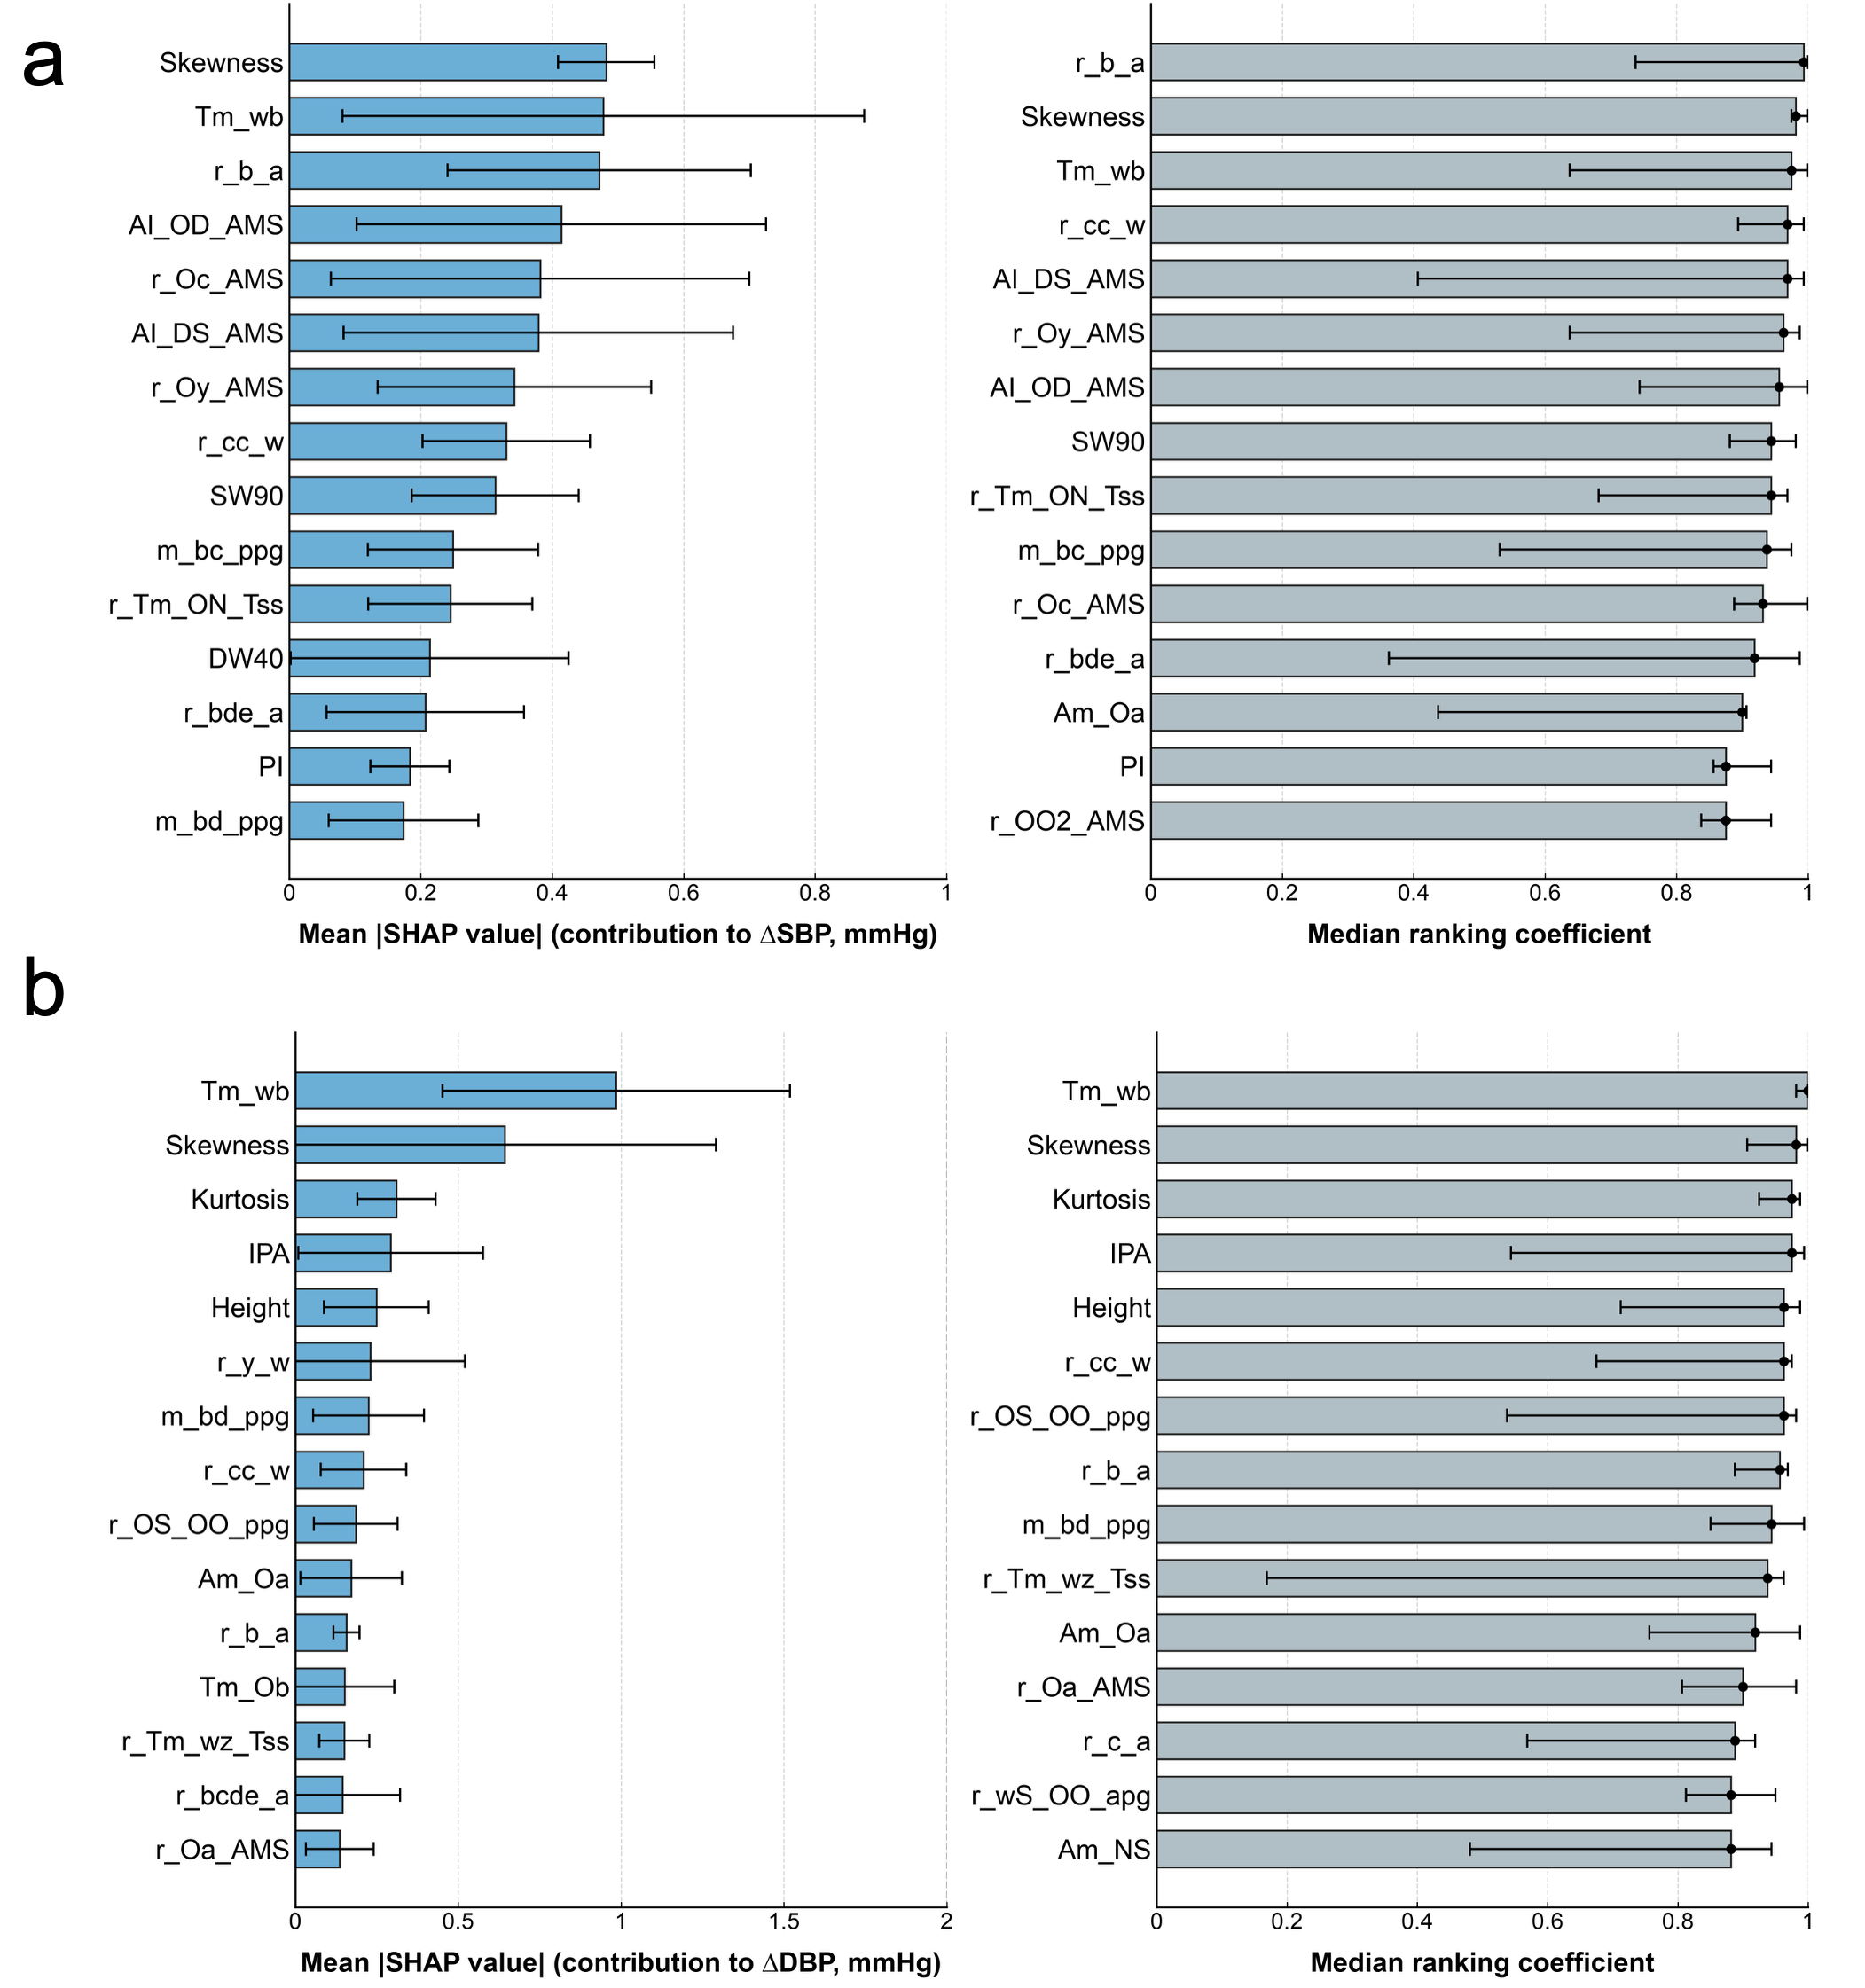 a
Skewness
Tm_wb
r_b_a
AI_OD_AMS
r_Oc_AMS
AI_DS_AMS
r_Oy_AMS
r_cc_w
SW90
m_bc_ppg
r_Tm_ON_Tss
DW40
r_bde_a
PI
m_bd_ppg
0 0.2 0.4 0.6 0.8 1
Mean |SHAP value| (contribution to ΔSBP, mmHg)
r_b_a
Skewness
Tm_wb
r_cc_w
AI_DS_AMS
r_Oy_AMS
AI_OD_AMS
SW90
r_Tm_ON_Tss
m_bc_ppg
r_Oc_AMS
r_bde_a
Am_Oa
PI
r_OO2_AMS
0 0.2 0.4 0.6 0.8 1
Median ranking coefficient
b
Tm_wb
Skewness
Kurtosis
IPA
Height
r_y_w
m_bd_ppg
r_cc_w
r_OS_OO_ppg
Am_Oa
r_b_a
Tm_Ob
r_Tm_wz_Tss
r_bcde_a
r_Oa_AMS
0 0.5 1 1.5 2
Mean |SHAP value| (contribution to ΔDBP, mmHg)
Tm_wb
Skewness
Kurtosis
IPA
Height
r_cc_w
r_OS_OO_ppg
r_b_a
m_bd_ppg
r_Tm_wz_Tss
Am_Oa
r_Oa_AMS
r_c_a
r_wS_OO_apg
Am_NS
0 0.2 0.4 0.6 0.8 1
Median ranking coefficient